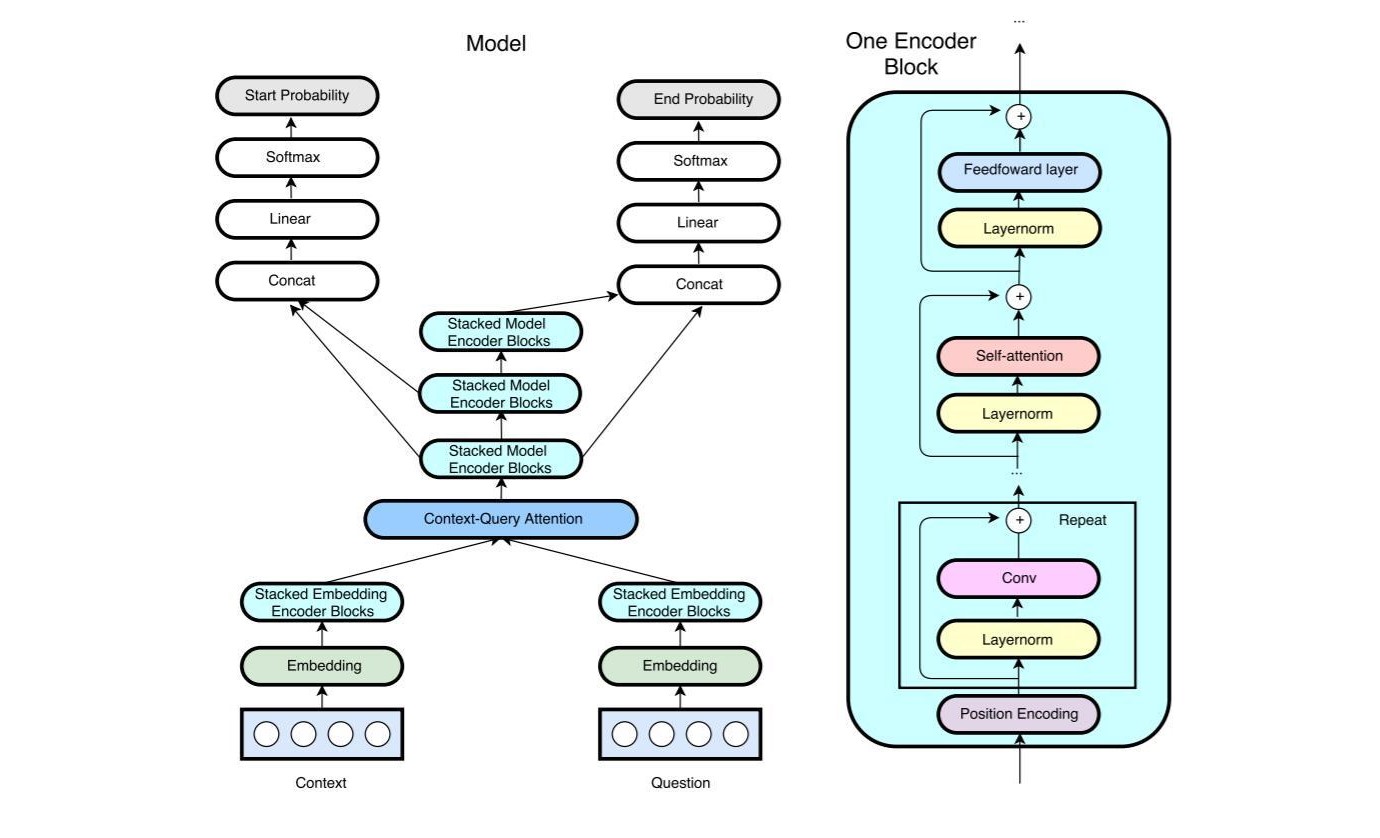 Model
Start Probability
Softmax
Linear
Concat
End Probability
Softmax
Linear
Concat
Stacked Model
Encoder Blocks
Stacked Model
Encoder Blocks
Stacked Model
Encoder Blocks
Context-Query Attention
Stacked Embedding
Encoder Blocks
Embedding
Context
Stacked Embedding
Encoder Blocks
Embedding
Question
One Encoder
Block
...
+
Feedfoward layer
Layernorm
+
Self-attention
Layernorm
...
+
Repeat
Conv
Layernorm
Position Encoding